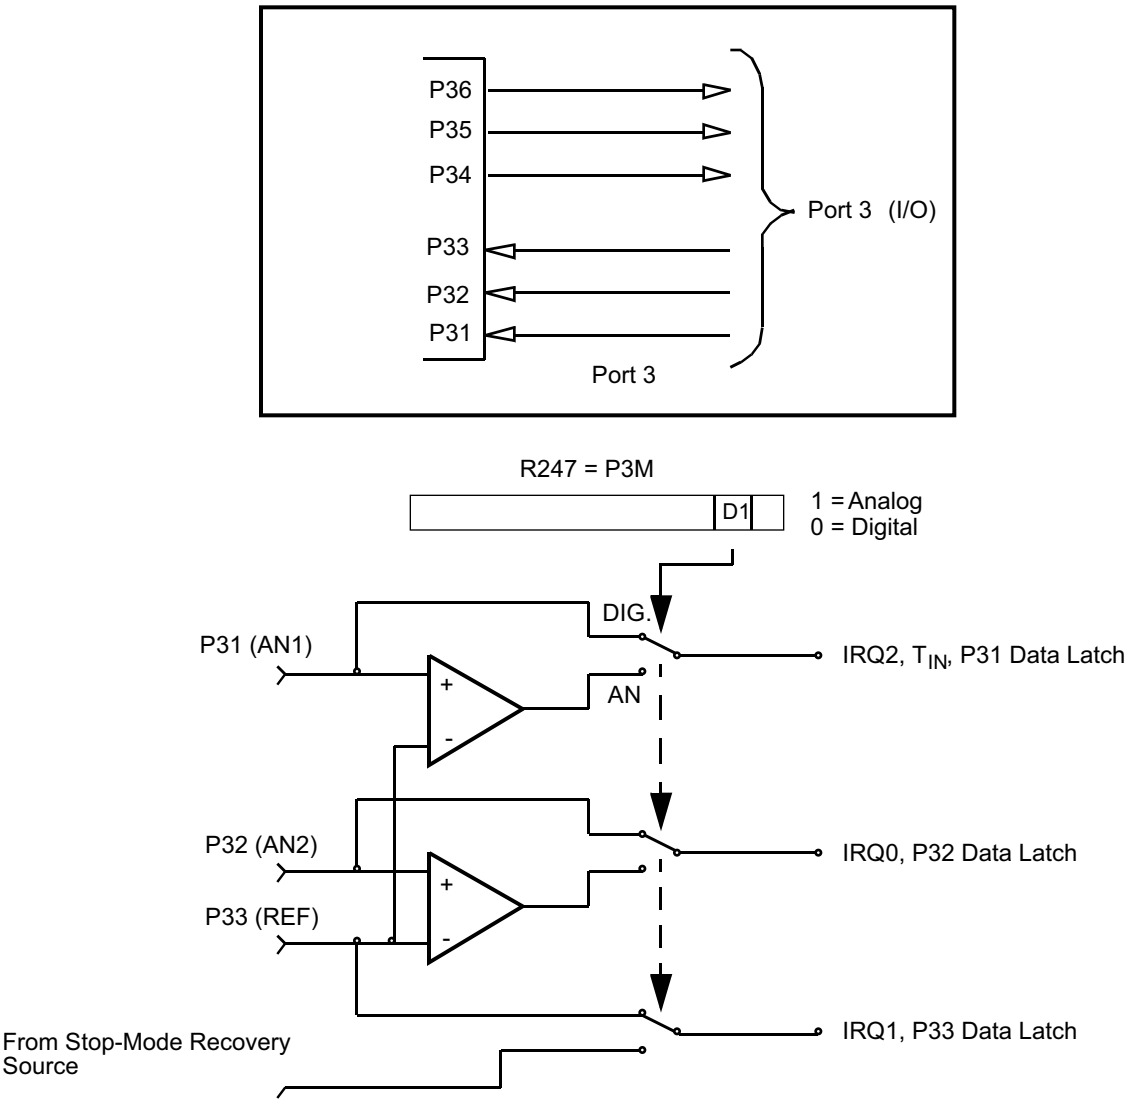 P36
P35
P34
P33
P32
P31
Port 3 (I/O)
Port 3
R247 = P3M
D1
1 = Analog
0 = Digital
DIG.
P31 (AN1)
+
-
AN
IRQ2, TIN, P31 Data Latch
P32 (AN2)
+
-
IRQ0, P32 Data Latch
P33 (REF)
From Stop-Mode Recovery
Source
IRQ1, P33 Data Latch